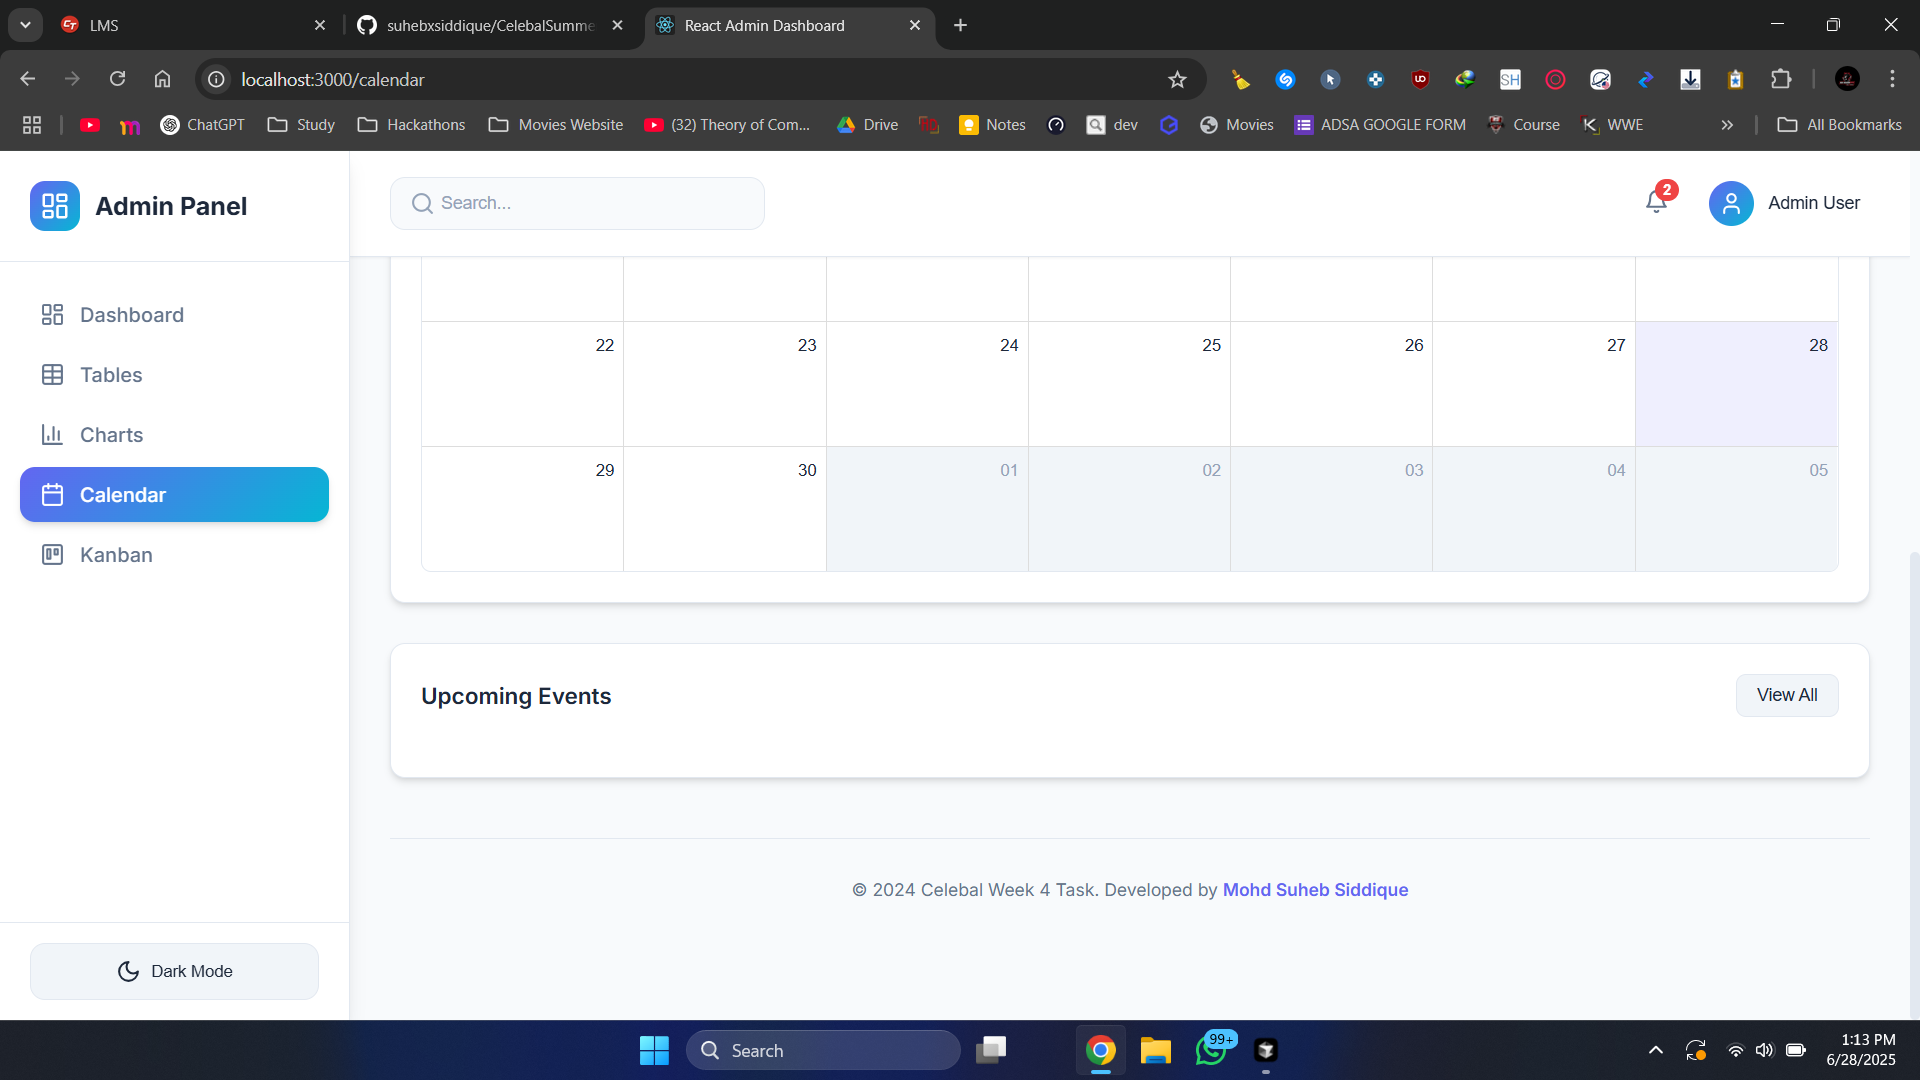 LMS
suhebxsiddique/CelebalSumme
React Admin Dashboard
localhost:3000/calendar
ChatGPT
Study
Hackathons
Movies Website
(32) Theory of Com...
Drive
Notes
dev
Movies
ADSA GOOGLE FORM
Course
WWE
All Bookmarks
Admin Panel
Search...
2
Admin User
Dashboard
Tables
Charts
Calendar
Kanban
22 23 24 25 26 27 28
29 30 01 02 03 04 05
Upcoming Events
View All
© 2024 Celebal Week 4 Task. Developed by Mohd Suheb Siddique
Dark Mode
Search
99+
1:13 PM
6/28/2025